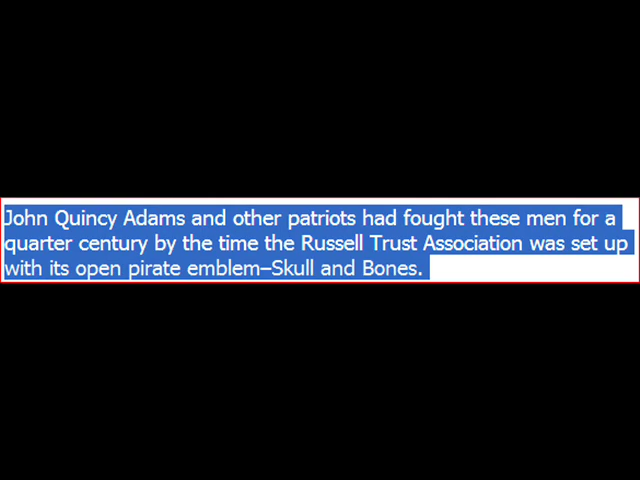 John Quincy Adams and other patriots had fought these men for a
quarter century by the time the Russell Trust Association was set up
with its open pirate emblem–Skull and Bones.